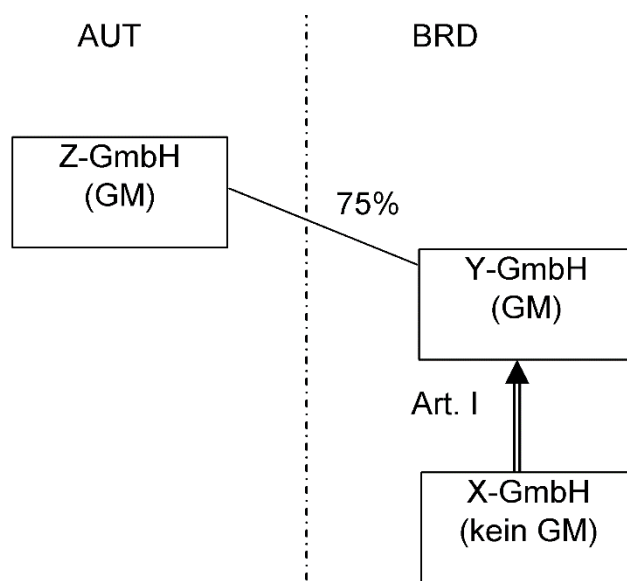 AUT
BRD
Z-GmbH
(GM)
75%
Y-GmbH
(GM)
Art. I
X-GmbH
(kein GM)